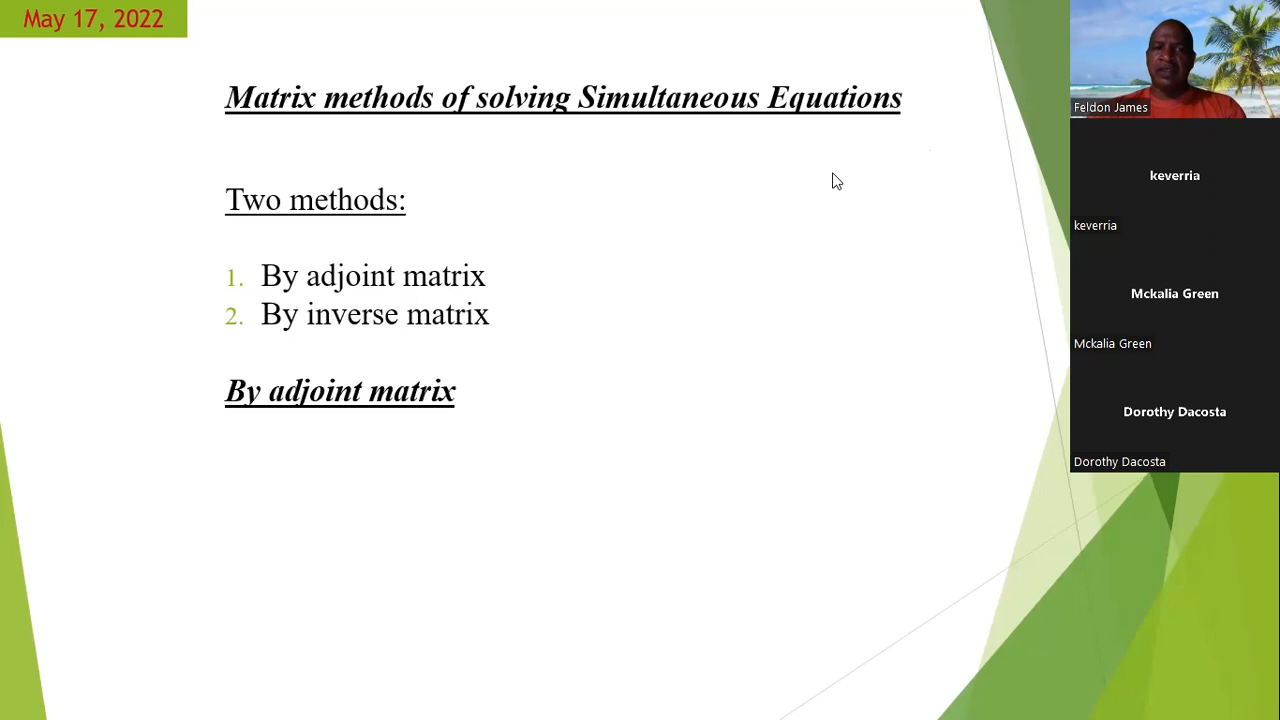 May 17, 2022
Matrix methods of solving Simultaneous Equations
Two methods:
1. By adjoint matrix
2. By inverse matrix
By adjoint matrix
Feldon James
keverria
keverria
Mckalia Green
Mckalia Green
Dorothy Dacosta
Dorothy Dacosta